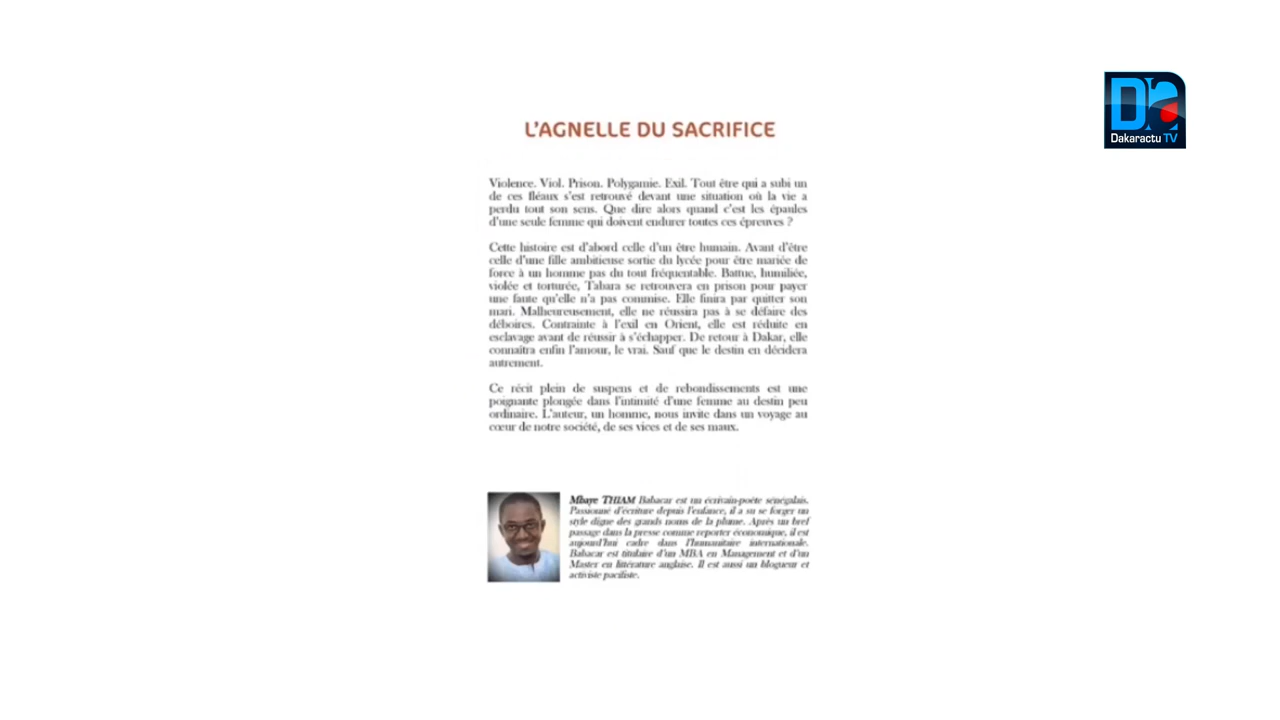 L'AGNELLE DU SACRIFICE
Violence. Viol. Prison. Polygamie. Exil. Tout être qui a subi un
de ces fléaux s'est retrouvé devant une situation où la vie a
perdu tout son sens. Que dire alors quand c'est les épaules
d'une seule femme qui doivent endurer toutes ces épreuves ?
Cette histoire est d'abord celle d'un être humain. Avant d'être
celle d'une fille ambitieuse sortie du lycée pour être mariée de
force à un homme pas du tout fréquentable. Battue, humiliée,
violée et torturée, Tabara se retrouvera en prison pour payer
une faute qu'elle n'a pas commise. Elle finira par quitter son
mari. Malheureusement, elle ne réussira pas à se défaire des
déboires. Contrainte à l'exil en Orient, elle est réduite en
esclavage avant de réussir à s'échapper. De retour à Dakar, elle
connaîtra enfin l'amour, le vrai. Sauf que le destin en décidera
autrement.
Ce récit plein de suspens et de rebondissements est une
poignante plongée dans l'intimité d'une femme au destin peu
ordinaire. L'auteur, un homme, nous invite dans un voyage au
cœur de notre société, de ses vices et de ses maux.
Mbaye THIAM Babacar est un écrivain-poète sénégalais.
Passionné d'écriture depuis l'enfance, il a su se forger un
style digne des grands noms de la plume. Après un bref
passage dans la presse comme reporter économique, il est
aujourd'hui cadre dans l'humanitaire internationale.
Babacar est titulaire d'un MBA en Management et d'un
Master en littérature anglaise. Il est aussi un blogueur et
activiste pacifiste.
Da
Dakaractu TV